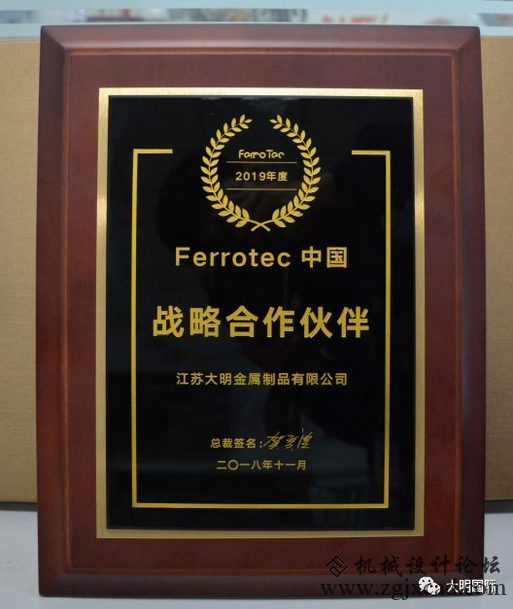 FerroTec
2019年度
Ferrotec 中国
战略合作伙伴
江苏大明金属制品有限公司
总裁签名:
二〇一八年十一月
机械设计论坛
大明国际